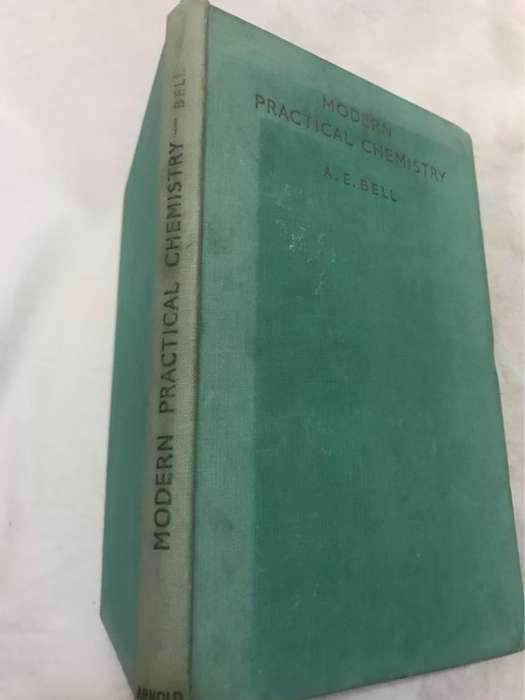 MODERN
PRACTICAL CHEMISTRY
A. E. BELL
MODERN PRACTICAL CHEMISTRY — BELL
ARNOLD